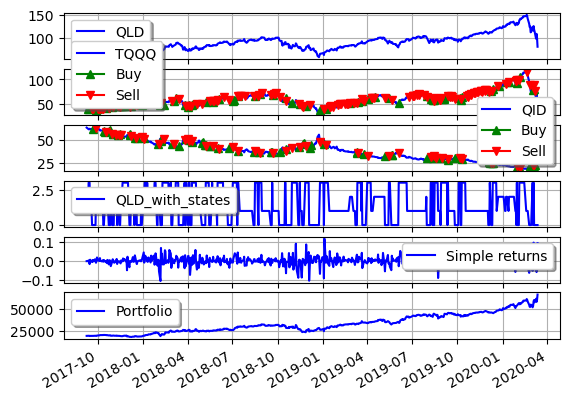 150
QLD
100
TQQQ
Buy
100
Sell
50
QID
Buy
50
Sell
25
2.5
QLD_with_states
0.0
0.1
Simple returns
0.0
−0.1
50000
Portfolio
25000
2017-10 2018-01 2018-04 2018-07 2018-10 2019-01 2019-04 2019-07 2019-10 2020-01 2020-04